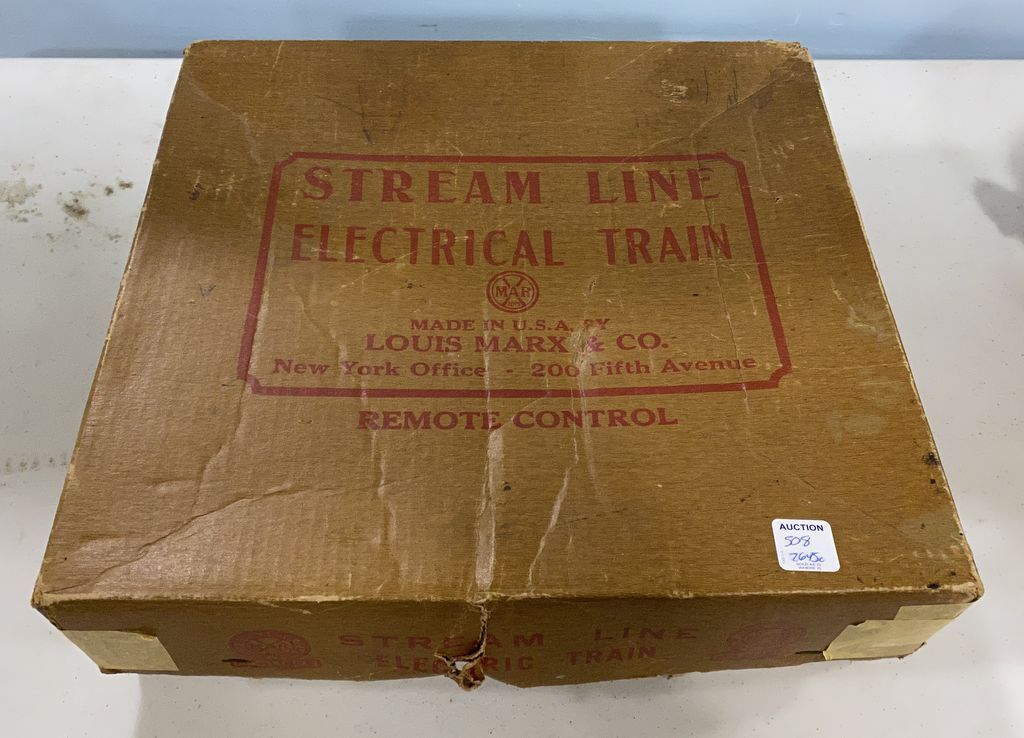 STREAM LINE
ELECTRICAL TRAIN
MAR
MADE IN U.S.A. BY
LOUIS MARX & CO.
New York Office - 200 Fifth Avenue
REMOTE CONTROL
AUCTION
508
STREAM LINE
ELECTRIC TRAIN